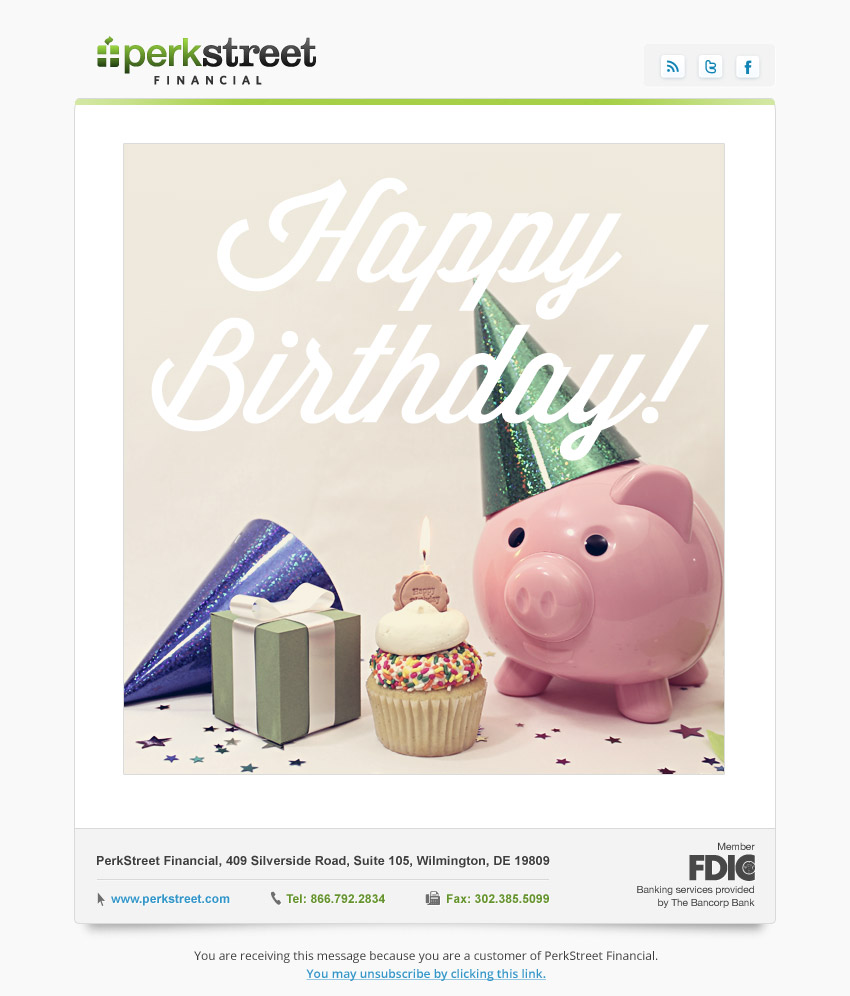 perkstreet
FINANCIAL
Happy
Birthday!
Happy
Birthday
PerkStreet Financial, 409 Silverside Road, Suite 105, Wilmington, DE 19809
www.perkstreet.com Tel: 866.792.2834 Fax: 302.385.5099
Member
FDIC
Banking services provided
by The Bancorp Bank
You are receiving this message because you are a customer of PerkStreet Financial.
You may unsubscribe by clicking this link.